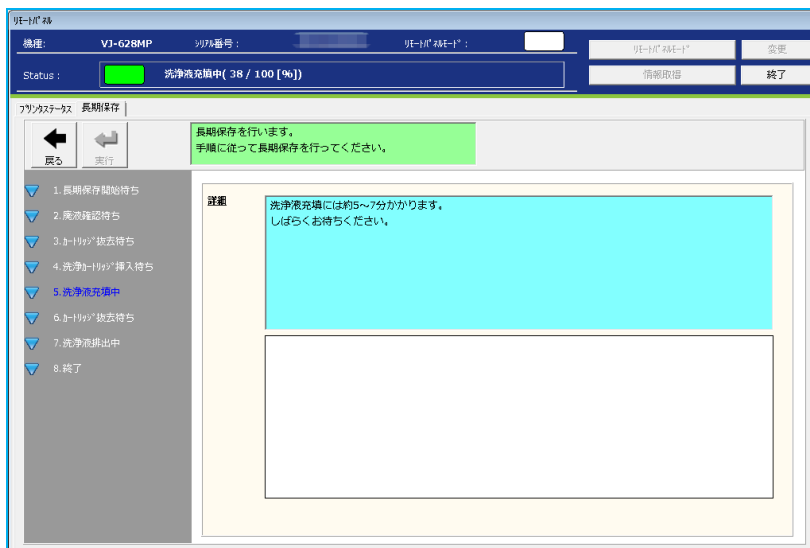 ﾘﾓｰﾄﾊﾟﾈﾙ
機種: VJ-628MP ｼﾘｱﾙ番号： ﾘﾓｰﾄﾊﾟﾈﾙﾓｰﾄﾞ：
ﾘﾓｰﾄﾊﾟﾈﾙﾓｰﾄﾞ 変更
Status： 洗浄液充填中( 38 / 100 [%])
情報取得 終了
ﾌﾟﾘﾝﾀｽﾃｰﾀｽ 長期保存
戻る 実行
長期保存を行います。
手順に従って長期保存を行ってください。
1.長期保存開始待ち
2.廃液確認待ち
3.ｶｰﾄﾘｯｼﾞ抜去待ち
4.洗浄ｶｰﾄﾘｯｼﾞ挿入待ち
5.洗浄液充填中
6.ｶｰﾄﾘｯｼﾞ抜去待ち
7.洗浄液排出中
8.終了
詳細
洗浄液充填には約5～7分かかります。
しばらくお待ちください。